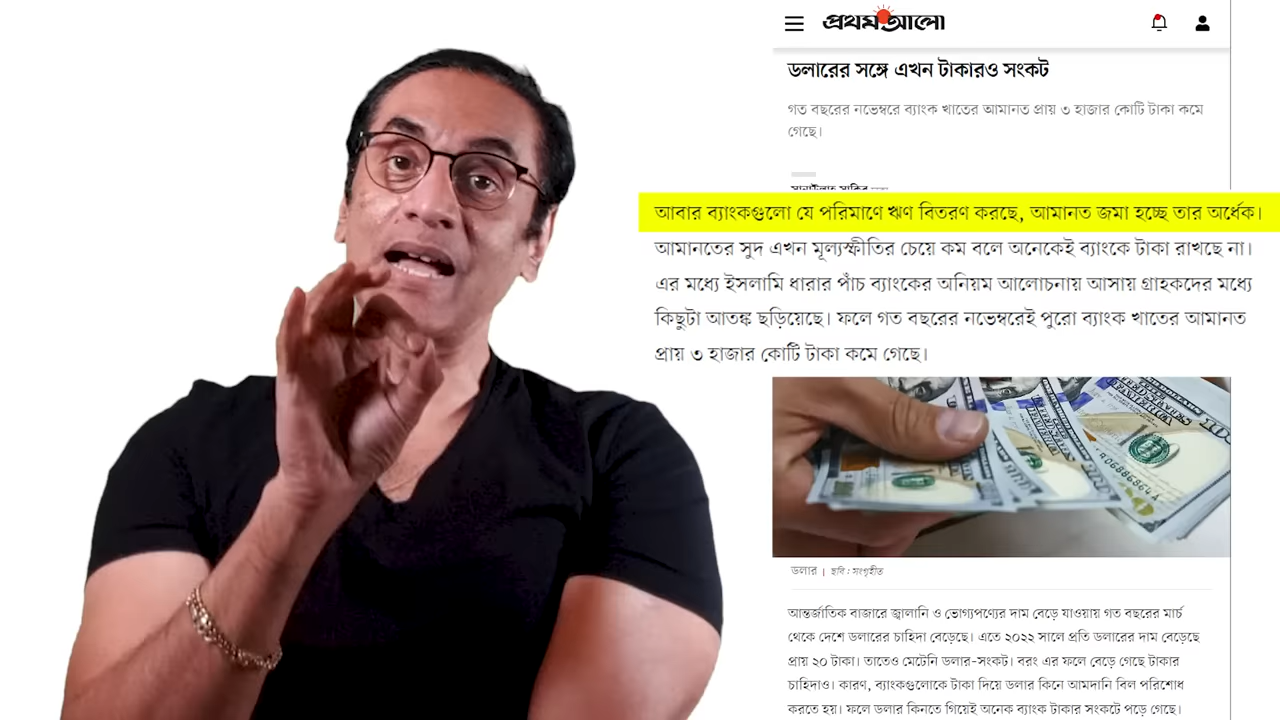 প্রথম আলো
ডলারের সঙ্গে এখন টাকারও সংকট
গত বছরের নভেম্বরে ব্যাংক খাতের আমানত প্রায় ৩ হাজার কোটি টাকা কমে
গেছে।
আবার ব্যাংকগুলো যে পরিমাণে ঋণ বিতরণ করছে, আমানত জমা হচ্ছে তার অর্ধেক।
আমানতের সুদ এখন মূল্যস্ফীতির চেয়ে কম বলে অনেকেই ব্যাংকে টাকা রাখছে না।
এর মধ্যে ইসলামি ধারার পাঁচ ব্যাংকের অনিয়ম আলোচনায় আসায় গ্রাহকদের মধ্যে
কিছুটা আতঙ্ক ছড়িয়েছে। ফলে গত বছরের নভেম্বরেই পুরো ব্যাংক খাতের আমানত
প্রায় ৩ হাজার কোটি টাকা কমে গেছে।
ডলার | ছবি: সংগৃহীত
আন্তর্জাতিক বাজারে জ্বালানি ও ভোগ্যপণ্যের দাম বেড়ে যাওয়ায় গত বছরের মার্চ
থেকে দেশে ডলারের চাহিদা বেড়েছে। এতে ২০২২ সালে প্রতি ডলারের দাম বেড়েছে
প্রায় ২০ টাকা। তাতেও মেটেনি ডলার-সংকট। বরং এর ফলে বেড়ে গেছে টাকার
চাহিদাও। কারণ, ব্যাংকগুলোকে টাকা দিয়ে ডলার কিনে আমদানি বিল পরিশোধ
করতে হয়। ফলে ডলার কিনতে গিয়েই অনেক ব্যাংক টাকার সংকটে পড়ে গেছে।